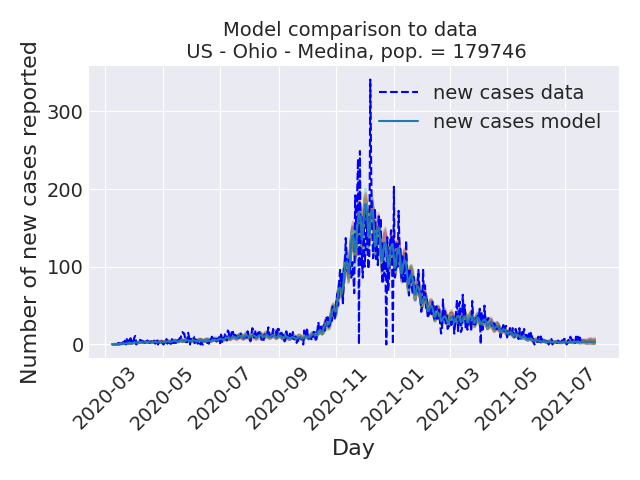 Model comparison to data
US - Ohio - Medina, pop. = 179746
Number of new cases reported
300
200
100
0
new cases data
new cases model
2020-03
2020-05
2020-07
2020-09
2020-11
2021-01
2021-03
2021-05
2021-07
Day